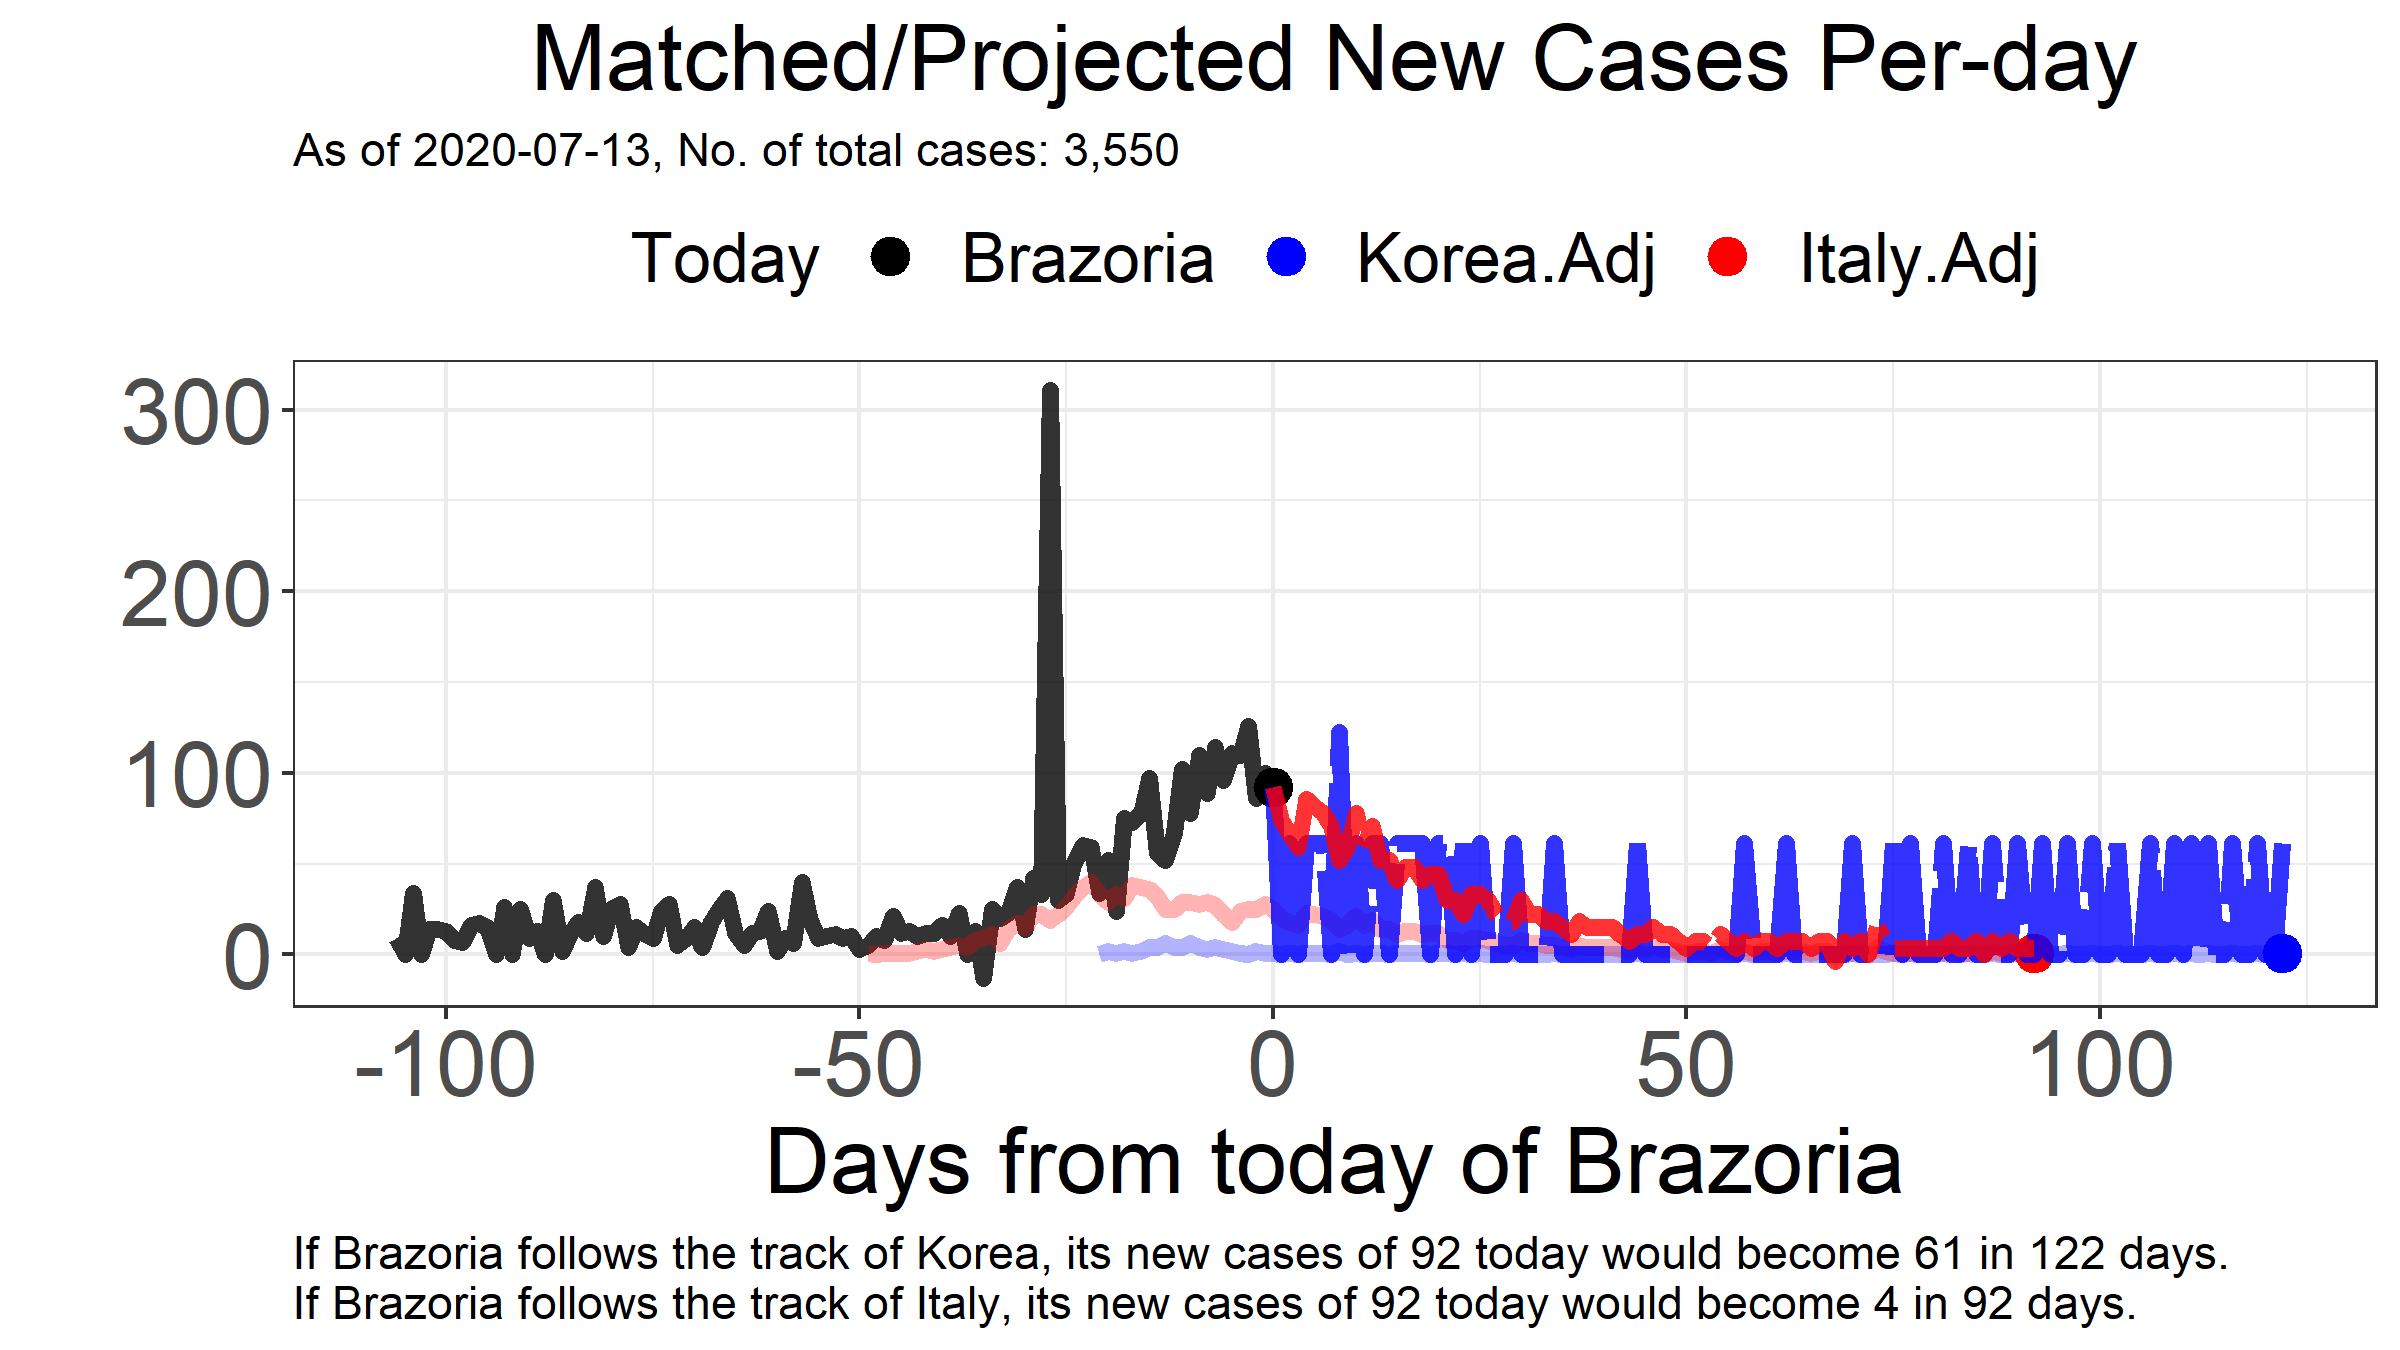 Matched/Projected New Cases Per-day
As of 2020-07-13, No. of total cases: 3,550
Today Brazoria Korea.Adj Italy.Adj
300
200
100
0
-100 -50 0 50 100
Days from today of Brazoria
If Brazoria follows the track of Korea, its new cases of 92 today would become 61 in 122 days.
If Brazoria follows the track of Italy, its new cases of 92 today would become 4 in 92 days.